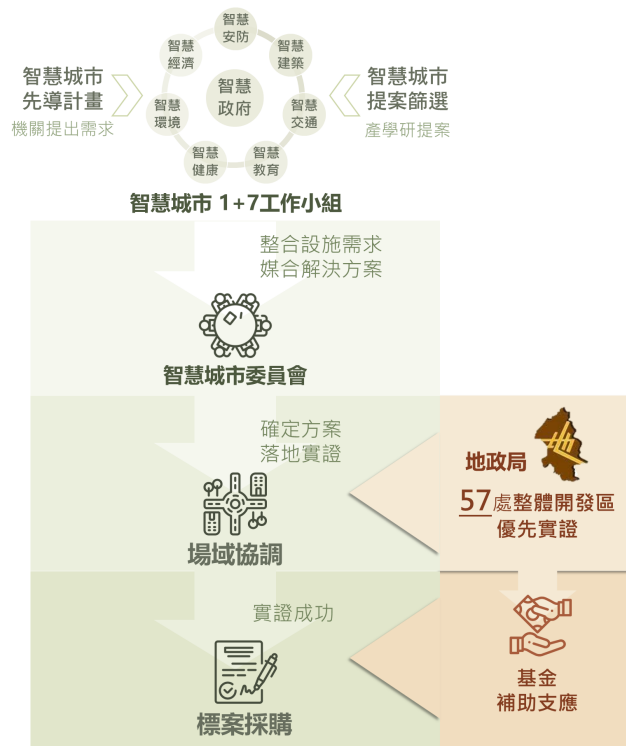 智慧城市
先導計畫
機關提出需求
智慧
安防
智慧
建築
智慧
交通
智慧
教育
智慧
健康
智慧
環境
智慧
經濟
智慧
政府
智慧城市
提案篩選
產學研提案
智慧城市 1+7工作小組
整合設施需求
媒合解決方案
智慧城市委員會
確定方案
落地實證
場域協調
地政局
57處整體開發區
優先實證
實證成功
標案採購
基金
補助支應